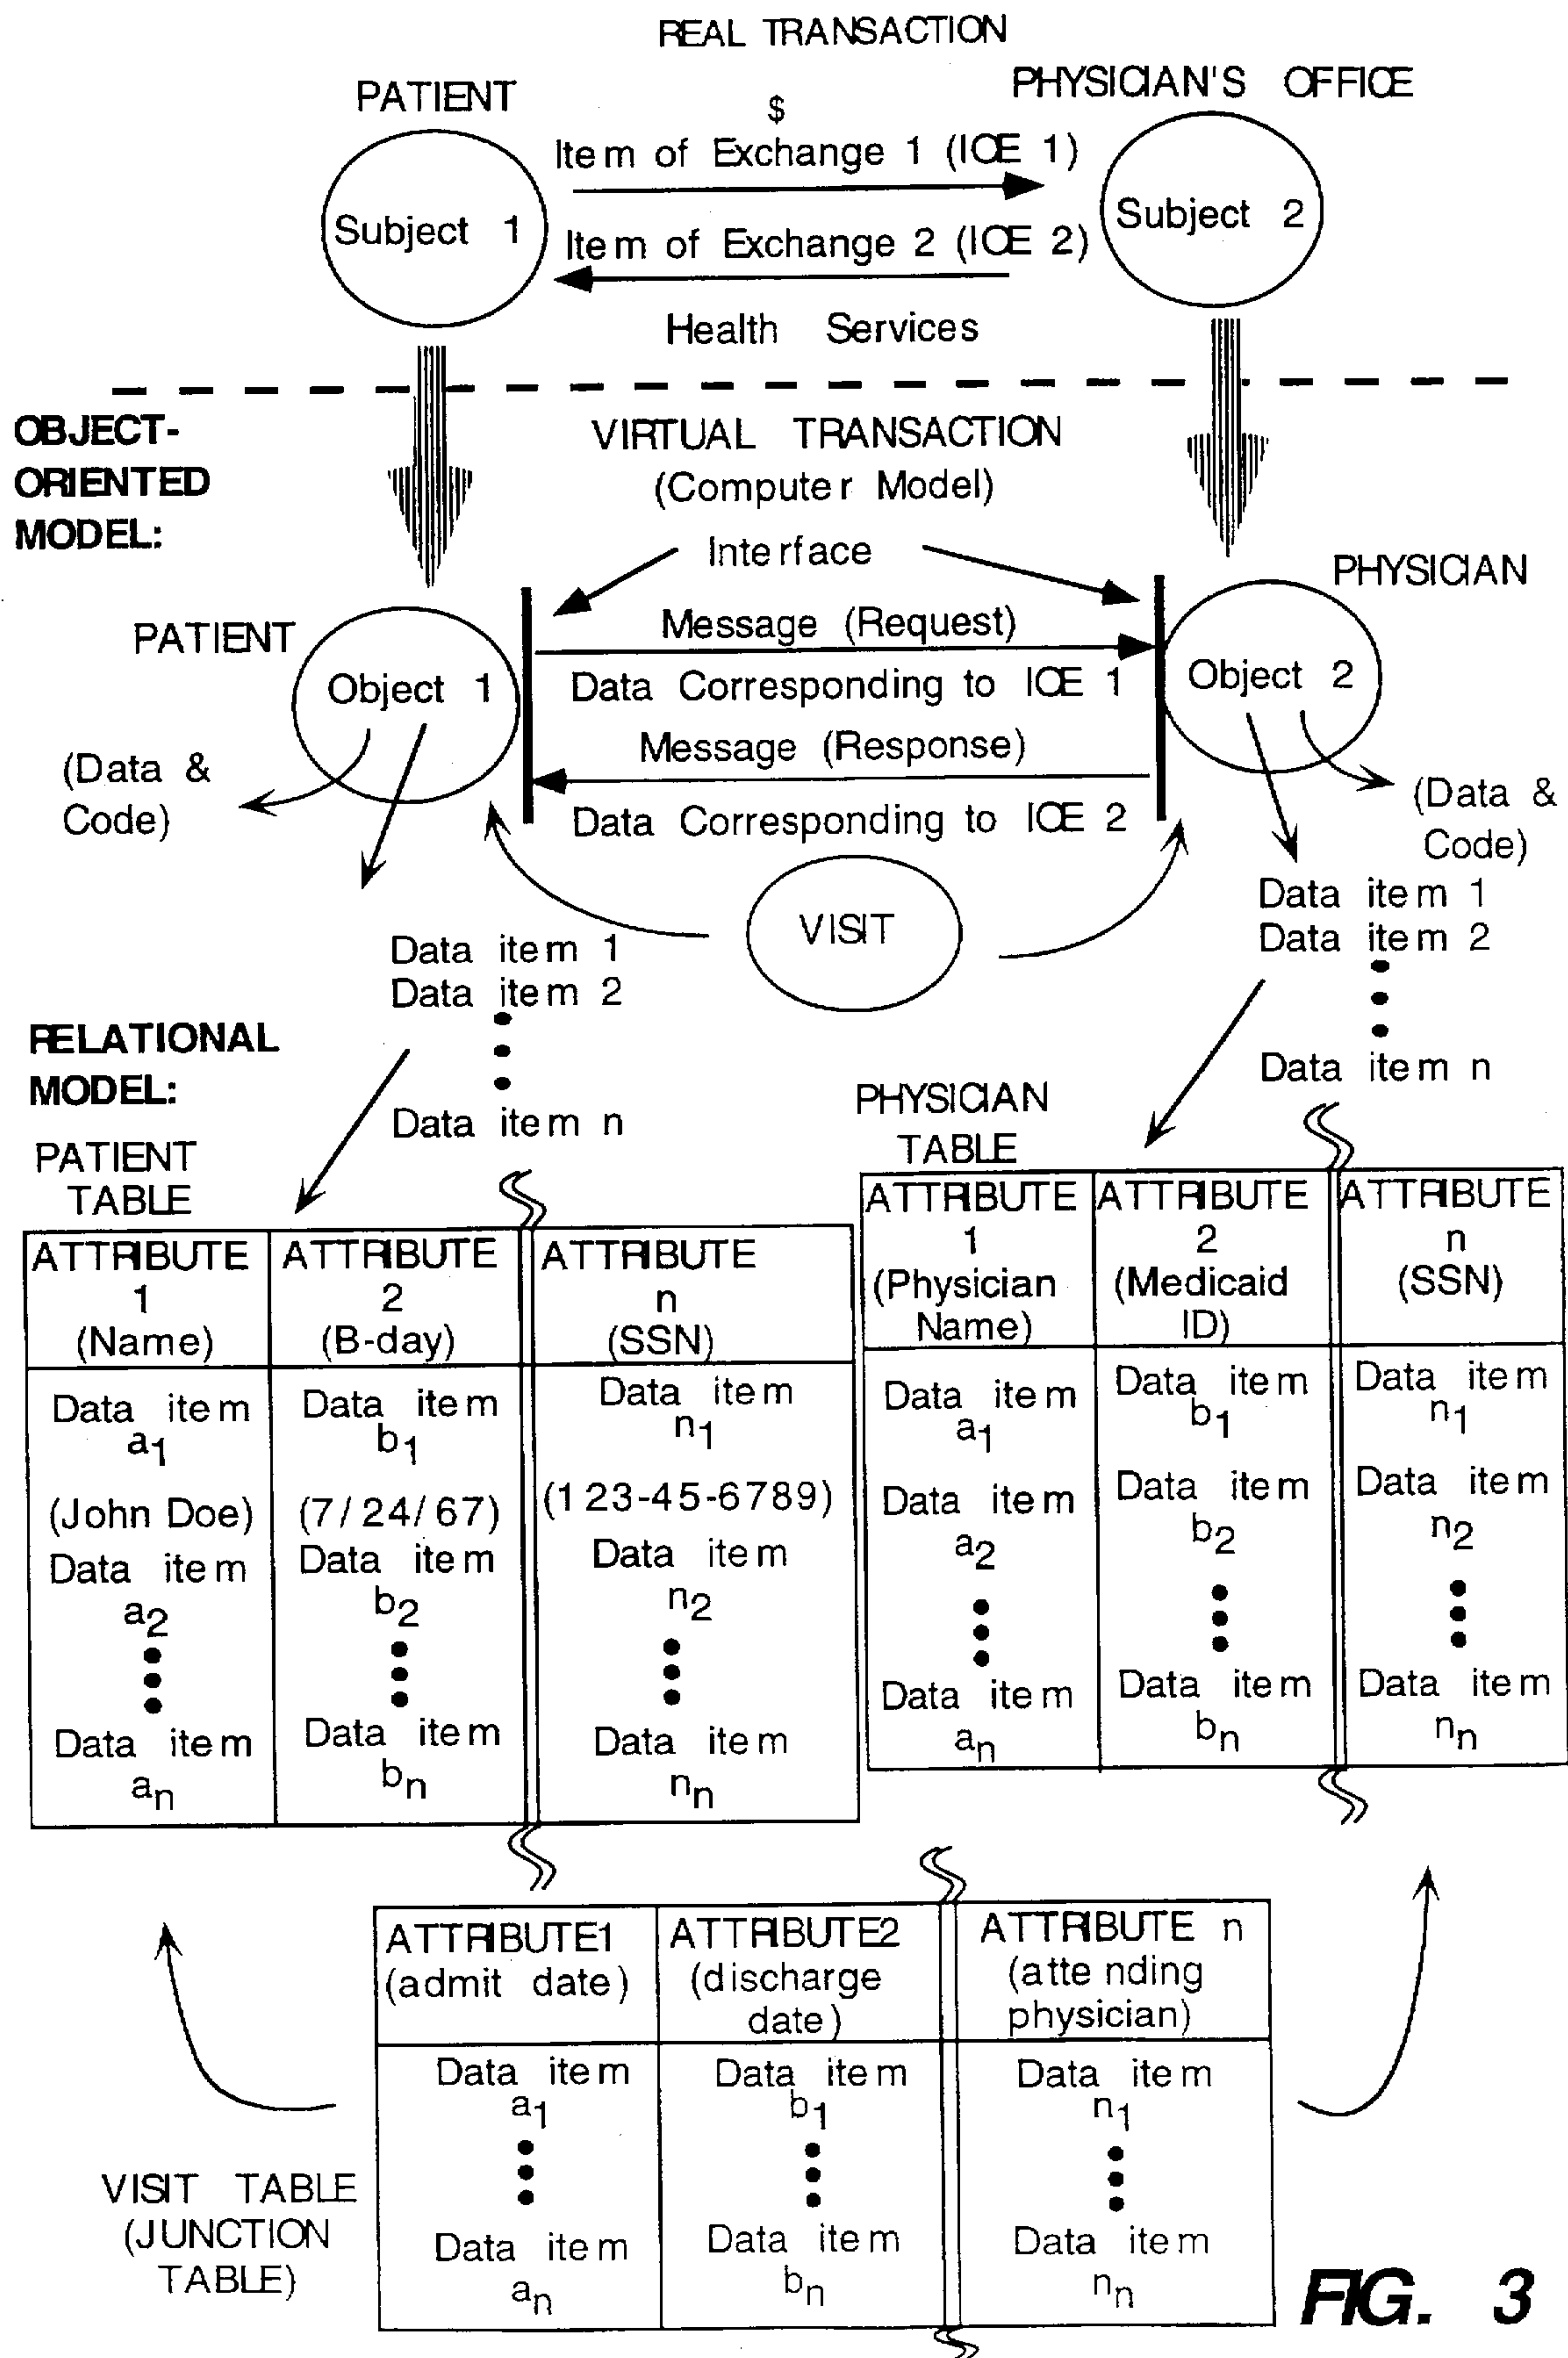 REAL TRANSACTION
PATIENT
PHYSICIAN'S OFFICE
$
Item of Exchange 1 (IOE 1)
Subject 1
Subject 2
Item of Exchange 2 (IOE 2)
Health Services
OBJECT-
ORIENTED
MODEL:
VIRTUAL TRANSACTION
(Computer Model)
Interface
PHYSICIAN
PATIENT
Message (Request)
Object 1
Data Corresponding to IOE 1
Object 2
Message (Response)
(Data &
Code)
Data Corresponding to IOE 2
(Data &
Code)
VISIT
Data item 1
Data item 2
Data item n
Data item 1
Data item 2
Data item n
RELATIONAL
MODEL:
PATIENT
TABLE
ATTRIBUTE
1
(Name)
ATTRIBUTE
2
(B-day)
ATTRIBUTE
n
(SSN)
Data item
a1
(John Doe)
Data item
a2
Data item
an
Data item
b1
(7/24/67)
Data item
b2
Data item
bn
Data item
n1
(123-45-6789)
Data item
n2
Data item
nn
PHYSICIAN
TABLE
ATTRIBUTE
1
(Physician
Name)
ATTRIBUTE
2
(Medicaid
ID)
ATTRIBUTE
n
(SSN)
Data item
a1
Data item
a2
Data item
an
Data item
b1
Data item
b2
Data item
bn
Data item
n1
Data item
n2
Data item
nn
VISIT TABLE
(JUNCTION
TABLE)
ATTRIBUTE1
(admit date)
ATTRIBUTE2
(discharge
date)
ATTRIBUTE n
(attending
physician)
Data item
a1
Data item
an
Data item
b1
Data item
bn
Data item
n1
Data item
nn
FIG. 3